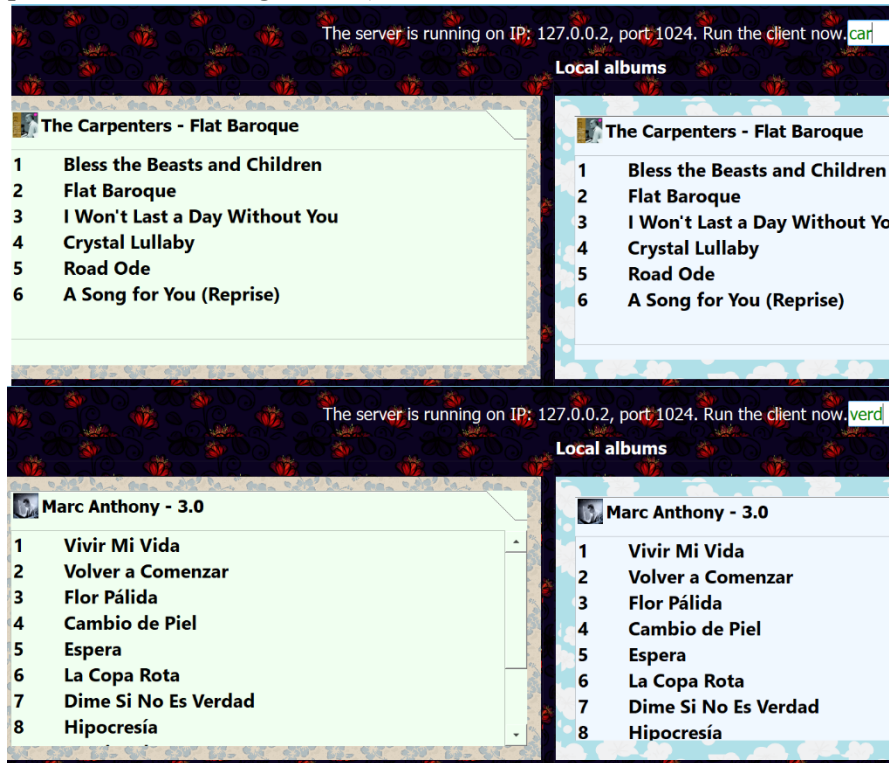 The server is running on IP: 127.0.0.2, port 1024. Run the client now. car
Local albums
The Carpenters - Flat Baroque
1 Bless the Beasts and Children
2 Flat Baroque
3 I Won't Last a Day Without You
4 Crystal Lullaby
5 Road Ode
6 A Song for You (Reprise)
The Carpenters - Flat Baroque
1 Bless the Beasts and Children
2 Flat Baroque
3 I Won't Last a Day Without Yo
4 Crystal Lullaby
5 Road Ode
6 A Song for You (Reprise)
The server is running on IP: 127.0.0.2, port 1024. Run the client now. verd
Local albums
Marc Anthony - 3.0
1 Vivir Mi Vida
2 Volver a Comenzar
3 Flor Pálida
4 Cambio de Piel
5 Espera
6 La Copa Rota
7 Dime Si No Es Verdad
8 Hipocresía
Marc Anthony - 3.0
1 Vivir Mi Vida
2 Volver a Comenzar
3 Flor Pálida
4 Cambio de Piel
5 Espera
6 La Copa Rota
7 Dime Si No Es Verdad
8 Hipocresía